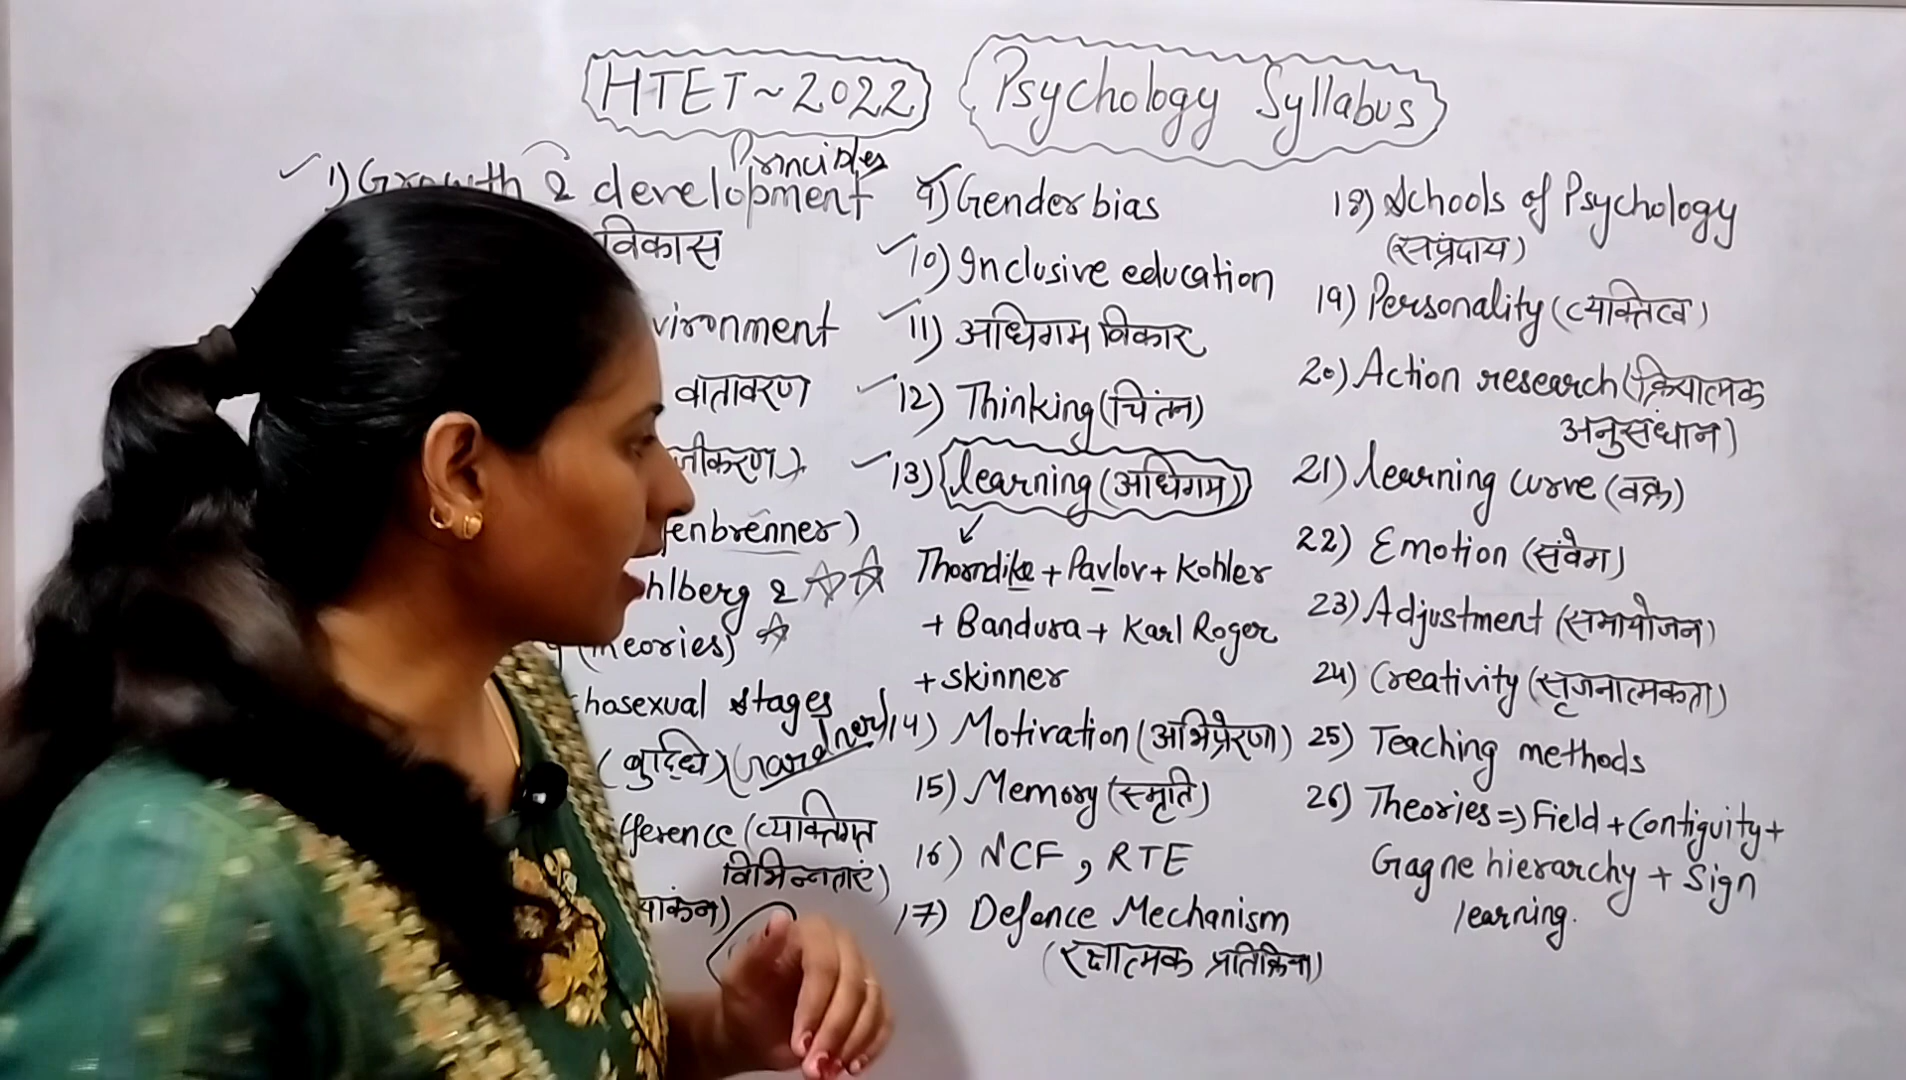 HTET~2022
Psychology Syllabus
Principles
1) Growth & development
विकास
vironment
वातावरण
जीकरण)
fenbrenner)
hlberg &
theories)
hosexual stages
(बुद्धि) (Gardner)
fference (व्यक्तिगत
विभिन्नताएं)
यांकन)
9) Gender bias
10) Inclusive education
11) अधिगम विकार
12) Thinking (चिंतन)
13) learning (अधिगम)
Thorndike + Pavlov + Kohler
+ Bandura + Karl Roger
+ skinner
14) Motivation (अभिप्रेरणा)
15) Memory (स्मृति)
16) NCF, RTE
17) Defence Mechanism
(रक्षात्मक प्रतिक्रिया)
18) Schools of Psychology
(संप्रदाय)
19) Personality (व्यक्तित्व)
20) Action research (क्रियात्मक
अनुसंधान)
21) learning curve (वक्र)
22) Emotion (संवेग)
23) Adjustment (समायोजन)
24) Creativity (सृजनात्मकता)
25) Teaching methods
26) Theories => Field + Contiguity +
Gagne hierarchy + Sign
learning.